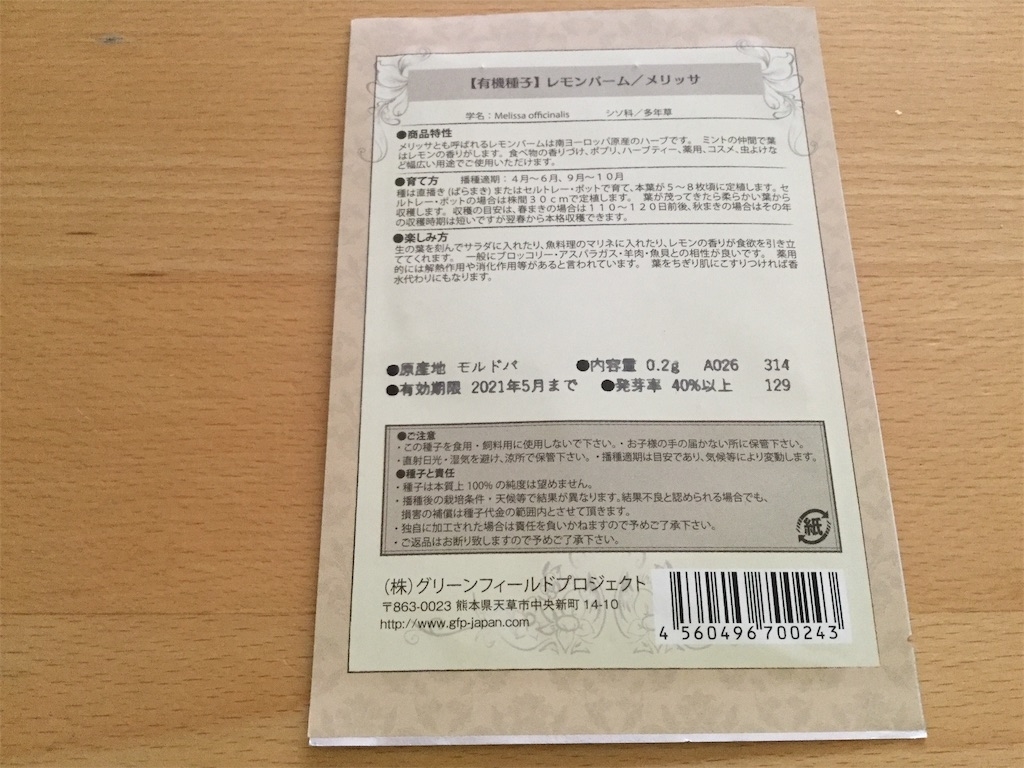 【有機種子】レモンバーム／メリッサ
学名：Melissa officinalis シソ科／多年草
●商品特性
メリッサとも呼ばれるレモンバームは南ヨーロッパ原産のハーブです。 ミントの仲間で葉
はレモンの香りがします。食べ物の香りづけ、ポプリ、ハーブティー、薬用、コスメ、虫よけな
ど幅広い用途でご使用いただけます。
●育て方 播種適期：４月〜６月、９月〜１０月
種は直播き(ばらまき)またはセルトレー・ポットで育て、本葉が５〜８枚頃に定植します。セ
ルトレー・ポットの場合は株間３０ｃｍで定植します。 葉が茂ってきたら柔らかい葉から
収穫します。収穫の目安は、春まきの場合は１１０〜１２０日前後、秋まきの場合はその年
の収穫時期は短いですが翌春から本格収穫できます。
●楽しみ方
生の葉を刻んでサラダに入れたり、魚料理のマリネに入れたり、レモンの香りが食欲を引き立
ててくれます。 一般にブロッコリー・アスパラガス・羊肉・魚貝との相性が良いです。 薬用
的には解熱作用や消化作用等があると言われています。 葉をちぎり肌にこすりつければ香
水代わりにもなります。
●原産地 モルドバ ●内容量 0.2g A026 314
●有効期限 2021年5月まで ●発芽率 40%以上 129
●ご注意
・この種子を食用・飼料用に使用しないで下さい。・お子様の手の届かない所に保管下さい。
・直射日光・湿気を避け、涼所で保管下さい。・播種適期は目安であり、気候等により変動します。
●種子と責任
・種子は本質上100%の純度は望めません。
・播種後の栽培条件・天候等で結果が異なります。結果不良と認められる場合でも、
損害の補償は種子代金の範囲内とさせて頂きます。
・独自に加工された場合は責任を負いかねますので予めご了承下さい。
・ご返品はお断り致しますので予めご了承下さい。
紙
（株）グリーンフィールドプロジェクト
〒863-0023 熊本県天草市中央新町 14-10
http://www.gfp-japan.com
4 560496 700243